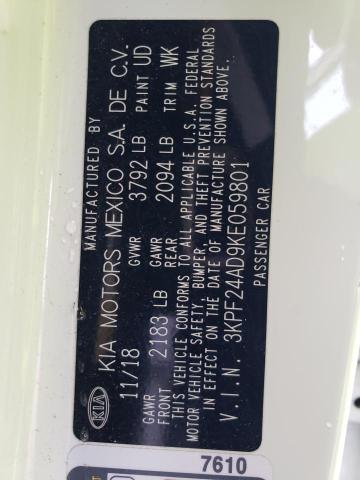 MANUFACTURED BY
KIA KIA MOTORS MEXICO S.A. DE C.V.
11/18 GVWR 3792 LB PAINT UD
GAWR FRONT 2183 LB GAWR REAR 2094 LB TRIM WK
THIS VEHICLE CONFORMS TO ALL APPLICABLE U.S.A. FEDERAL
MOTOR VEHICLE SAFETY, BUMPER, AND THEFT PREVENTION STANDARDS
IN EFFECT ON THE DATE OF MANUFACTURE SHOWN ABOVE.
V.I.N. 3KPF24AD9KE059801
PASSENGER CAR
7610